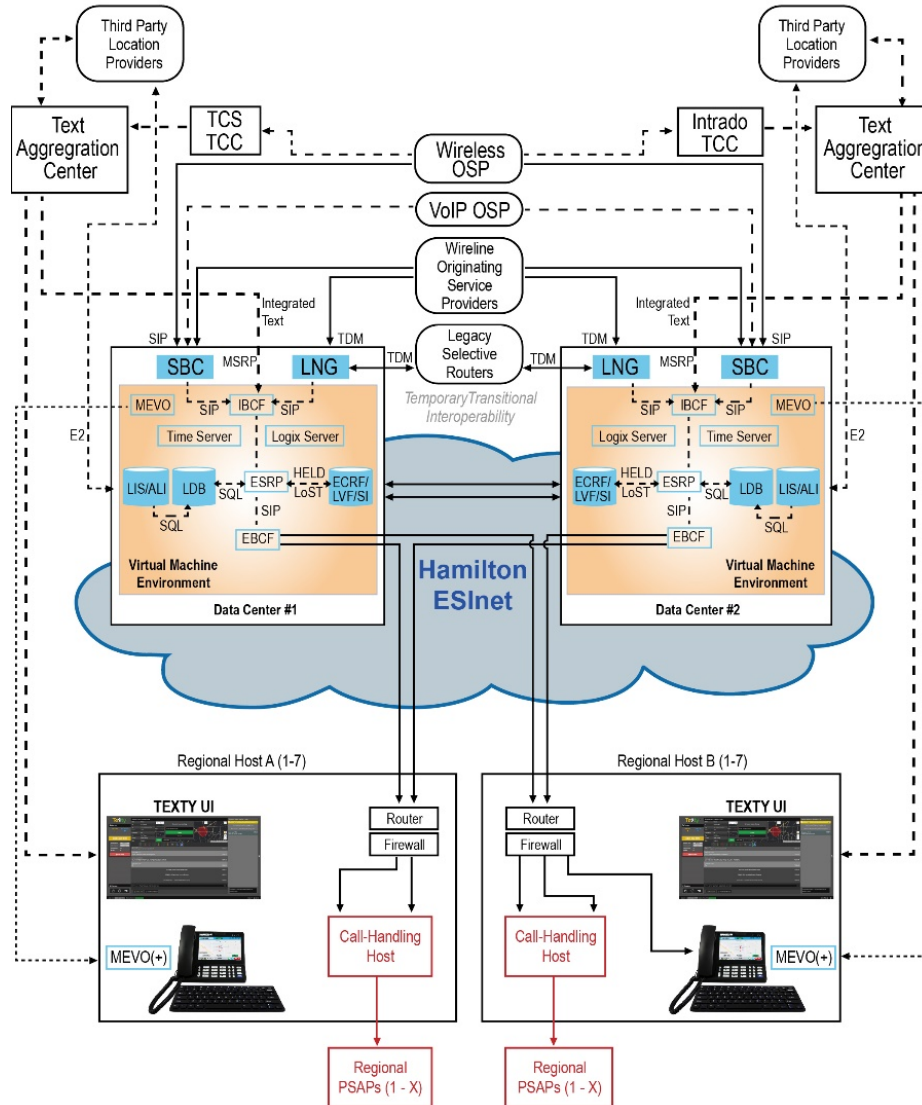 Third Party
Location
Providers
Third Party
Location
Providers
Text
Aggregration
Center
TCS
TCC
Wireless
OSP
Intrado
TCC
Text
Aggregration
Center
VoIP OSP
Wireline
Originating
Service
Providers
Integrated
Text
Integrated
Text
SIP
TDM
TDM
SIP
Legacy
Selective
Routers
SBC
MSRP
LNG
TDM
TDM
LNG
MSRP
SBC
TemporaryTransitional
Interoperability
MEVO
SIP
IBCF
SIP
SIP
IBCF
SIP
MEVO
E2
Time Server
Logix Server
Logix Server
Time Server
E2
LIS/ALI
LDB
SQL
ESRP
HELD
LoST
ECRF/
LVF/SI
ECRF/
LVF/SI
HELD
LoST
ESRP
SQL
LDB
LIS/ALI
SQL
SIP
SIP
SQL
EBCF
EBCF
Virtual Machine
Environment
Hamilton
ESInet
Virtual Machine
Environment
Data Center #1
Data Center #2
Regional Host A (1-7)
Regional Host B (1-7)
TEXTY UI
Router
Firewall
Router
Firewall
TEXTY UI
MEVO(+)
Call-Handling
Host
Call-Handling
Host
MEVO(+)
Regional
PSAPs (1 - X)
Regional
PSAPs (1 - X)